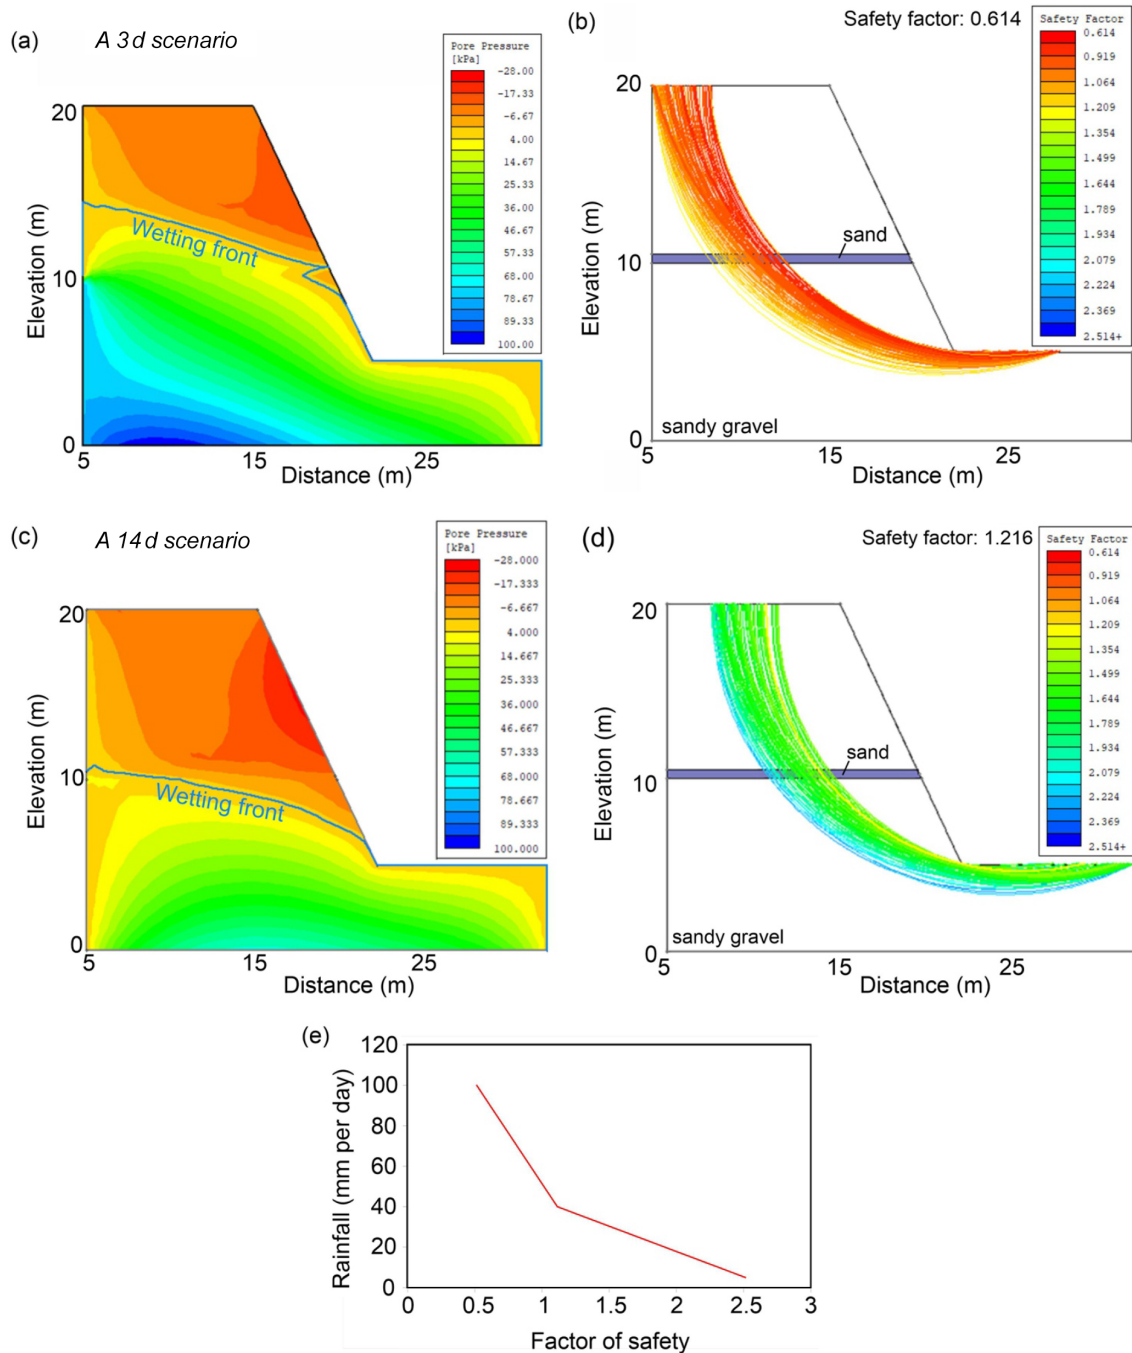 (a)
A 3d scenario
Pore Pressure
[kPa]
-28.00
-17.33
-6.67
4.00
14.67
25.33
36.00
46.67
57.33
68.00
78.67
89.33
100.00
20
10
0
Elevation (m)
Wetting front
5
15
25
Distance (m)
(b)
Safety factor: 0.614
Safety Factor
0.614
0.919
1.064
1.209
1.354
1.499
1.644
1.789
1.934
2.079
2.224
2.369
2.514+
20
10
0
Elevation (m)
sand
sandy gravel
5
15
25
Distance (m)
(c)
A 14d scenario
Pore Pressure
[kPa]
-28.000
-17.333
-6.667
4.000
14.667
25.333
36.000
46.667
57.333
68.000
78.667
89.333
100.000
20
10
0
Elevation (m)
Wetting front
5
15
25
Distance (m)
(d)
Safety factor: 1.216
Safety Factor
0.614
0.919
1.064
1.209
1.354
1.499
1.644
1.789
1.934
2.079
2.224
2.369
2.514+
20
10
0
Elevation (m)
sand
sandy gravel
5
15
25
Distance (m)
(e)
120
100
80
60
40
20
0
Rainfall (mm per day)
0
0.5
1
1.5
2
2.5
3
Factor of safety